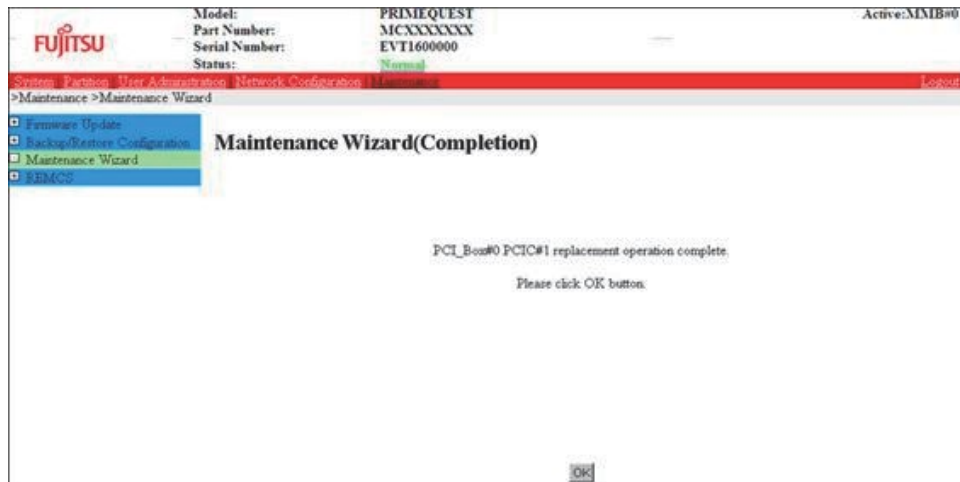 FUJITSU
Model: PRIMEQUEST
Part Number: MCXXXXXXX
Serial Number: EVT1600000
Status: Normal
Active:MMB#0
System Partition User Administration Network Configuration Maintenance Logout
>Maintenance >Maintenance Wizard
Firmware Update
Backup/Restore Configuration
Maintenance Wizard
REMCS
Maintenance Wizard(Completion)
PCI_Box#0 PCIC#1 replacement operation complete.
Please click OK button.
OK